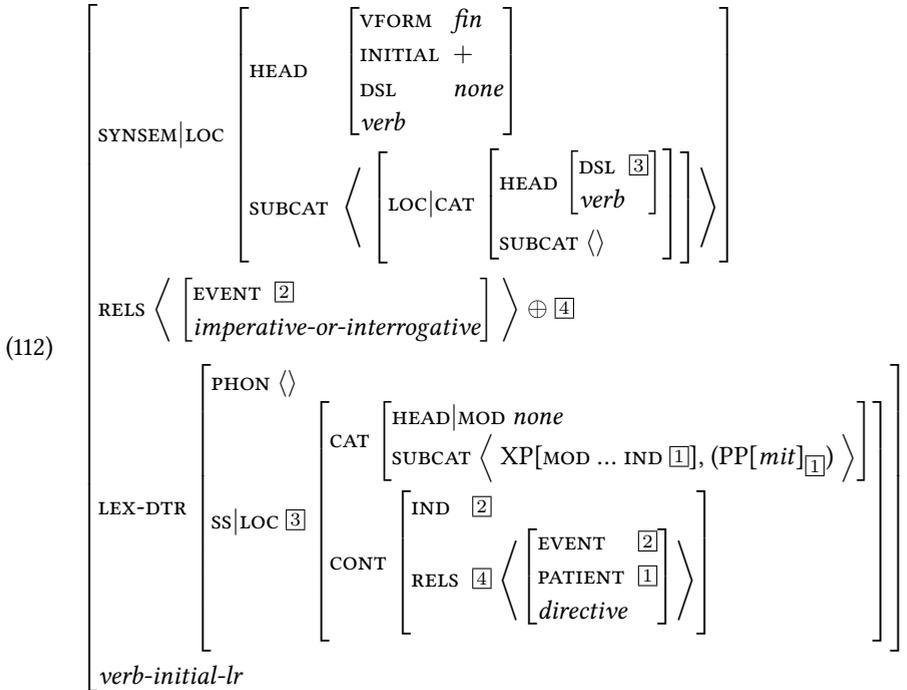 VFORM fin
INITIAL +
HEAD
DSL none
verb
SYNSEM|LOC
HEAD [DSL 3
verb]
SUBCAT ⟨ [LOC|CAT
SUBCAT ⟨⟩ ⟩
RELS ⟨ [EVENT 2
imperative-or-interrogative] ⟩ ⊕ 4
(112)
PHON ⟨⟩
HEAD|MOD none
CAT
SUBCAT ⟨ XP[MOD ... IND 1], (PP[mit]1) ⟩
LEX-DTR
SS|LOC 3
IND 2
CONT
EVENT 2
RELS 4 ⟨ PATIENT 1 ⟩
directive
verb-initial-lr